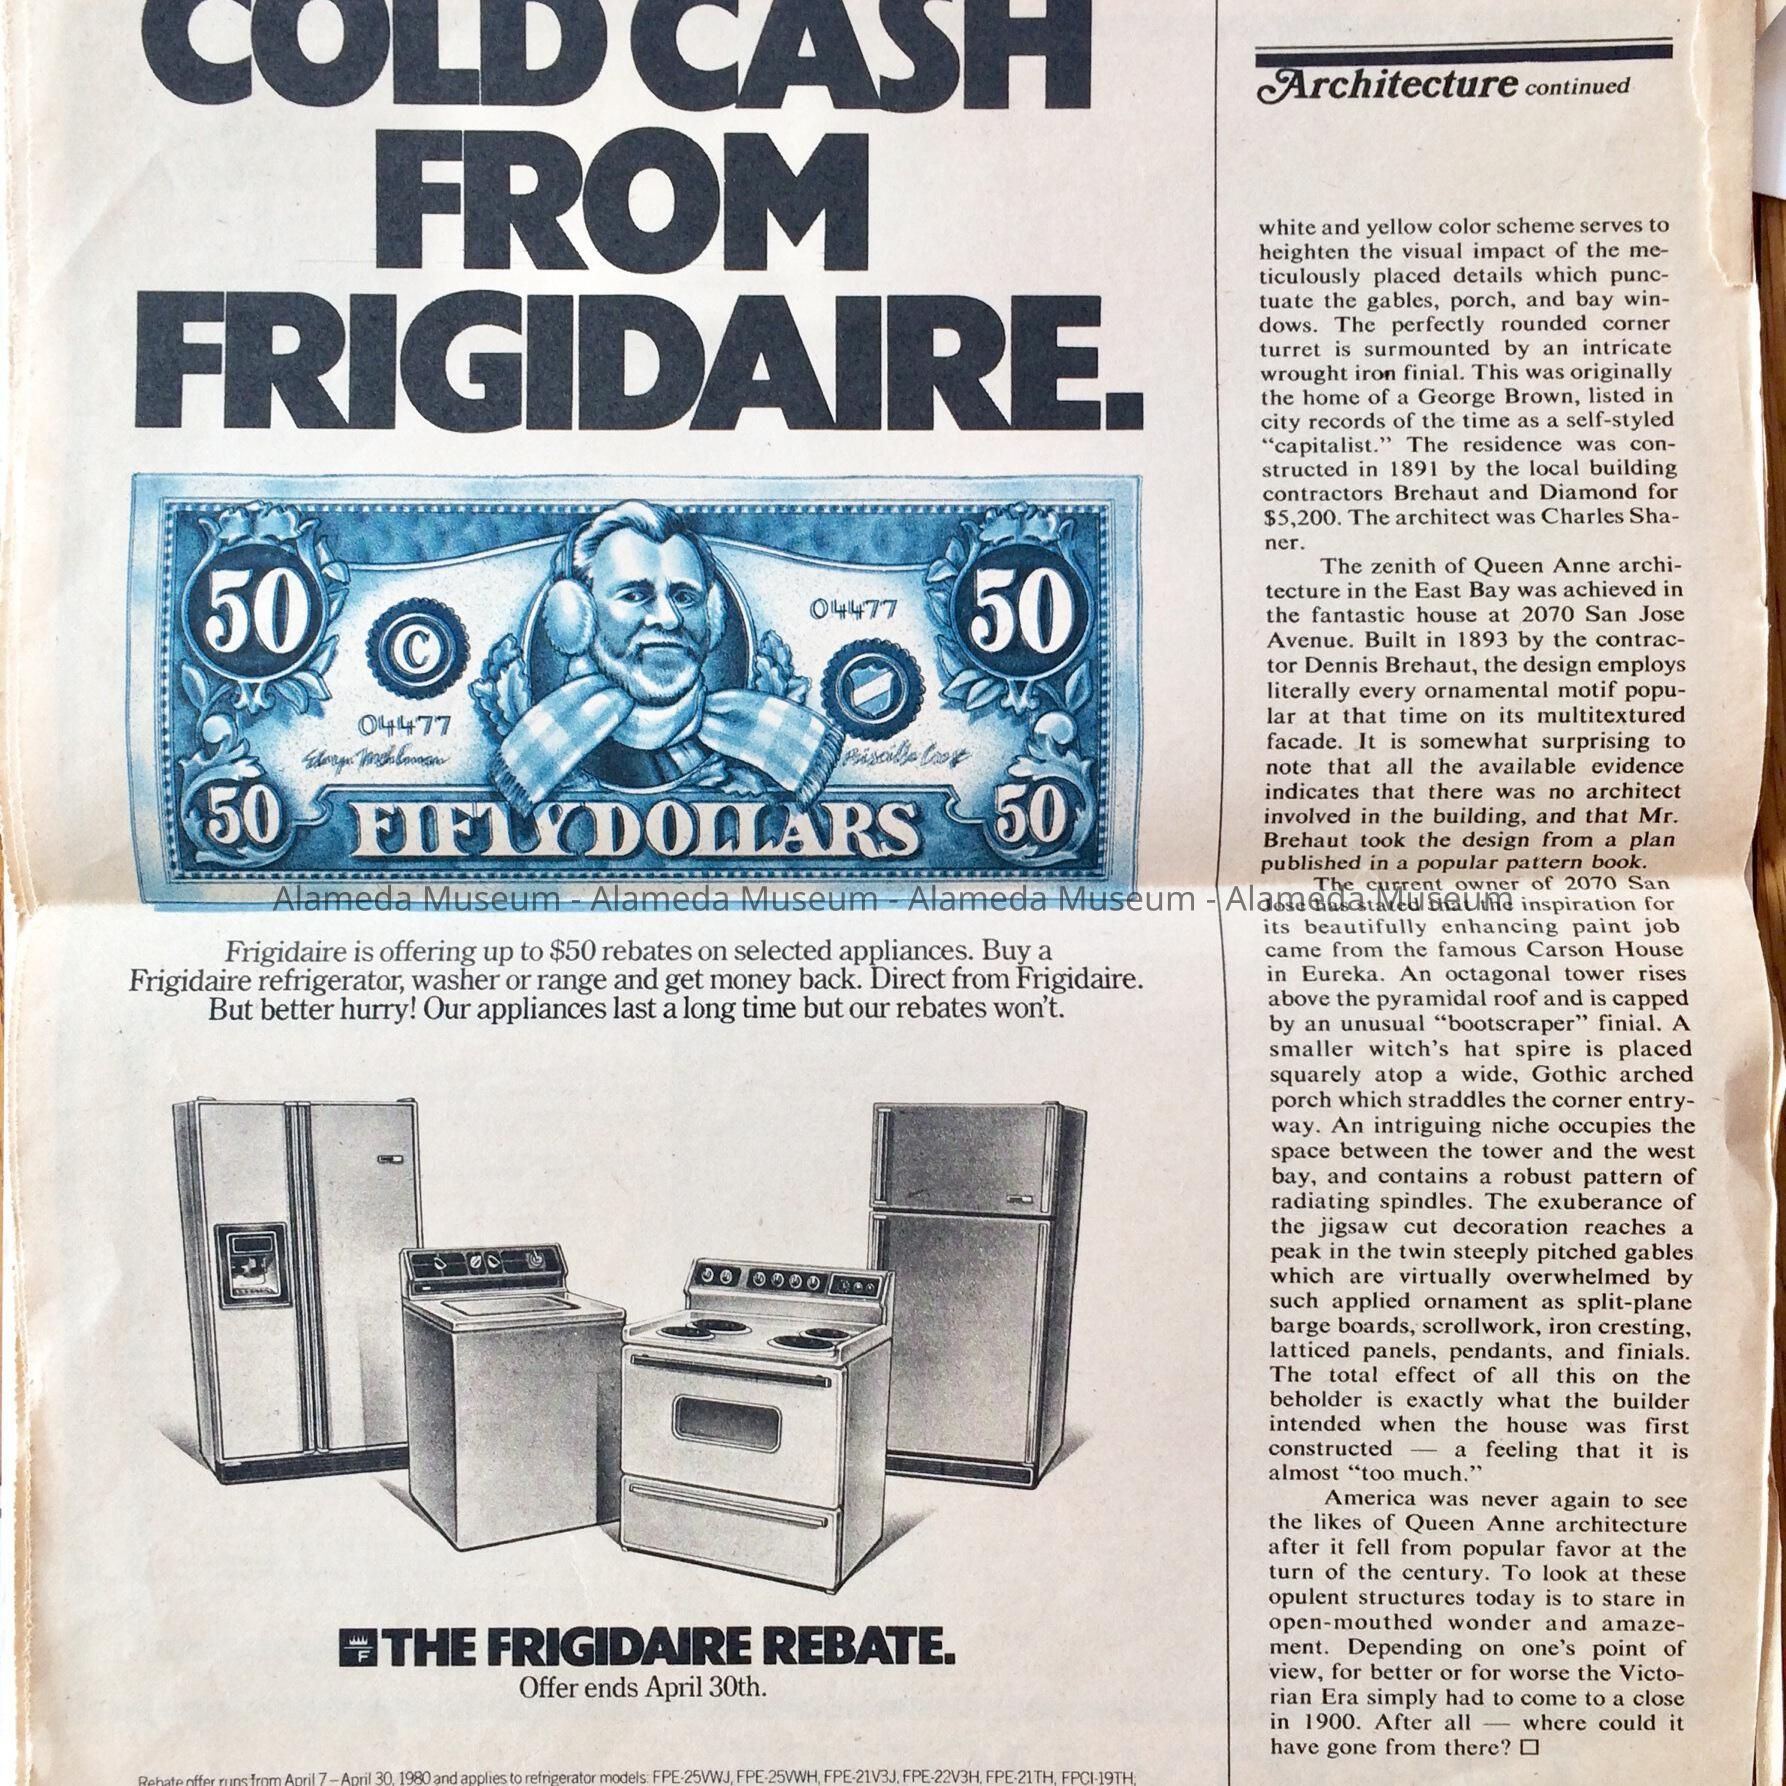 COLD CASH
FROM
FRIGIDAIRE.
50
50
C
04477
04477
50
50
FIFTY DOLLARS
Alameda Museum - Alameda Museum - Alameda Museum - Alameda Museum
Frigidaire is offering up to $50 rebates on selected appliances. Buy a
Frigidaire refrigerator, washer or range and get money back. Direct from Frigidaire.
But better hurry! Our appliances last a long time but our rebates won't.
F
THE FRIGIDAIRE REBATE.
Offer ends April 30th.
Rebate offer runs from April 7 – April 30, 1980 and applies to refrigerator models: FPE-25VWJ, FPE-25VWH, FPE-21V3J, FPE-22V3H, FPE-21TH, FPCI-19TH;
Architecture continued
white and yellow color scheme serves to
heighten the visual impact of the me-
ticulously placed details which punc-
tuate the gables, porch, and bay win-
dows. The perfectly rounded corner
turret is surmounted by an intricate
wrought iron finial. This was originally
the home of a George Brown, listed in
city records of the time as a self-styled
“capitalist.” The residence was con-
structed in 1891 by the local building
contractors Brehaut and Diamond for
$5,200. The architect was Charles Sha-
ner.
The zenith of Queen Anne archi-
tecture in the East Bay was achieved in
the fantastic house at 2070 San Jose
Avenue. Built in 1893 by the contrac-
tor Dennis Brehaut, the design employs
literally every ornamental motif popu-
lar at that time on its multitextured
facade. It is somewhat surprising to
note that all the available evidence
indicates that there was no architect
involved in the building, and that Mr.
Brehaut took the design from a plan
published in a popular pattern book.
The current owner of 2070 San
Jose has stated that the inspiration for
its beautifully enhancing paint job
came from the famous Carson House
in Eureka. An octagonal tower rises
above the pyramidal roof and is capped
by an unusual “bootscraper” finial. A
smaller witch’s hat spire is placed
squarely atop a wide, Gothic arched
porch which straddles the corner entry-
way. An intriguing niche occupies the
space between the tower and the west
bay, and contains a robust pattern of
radiating spindles. The exuberance of
the jigsaw cut decoration reaches a
peak in the twin steeply pitched gables
which are virtually overwhelmed by
such applied ornament as split-plane
barge boards, scrollwork, iron cresting,
latticed panels, pendants, and finials.
The total effect of all this on the
beholder is exactly what the builder
intended when the house was first
constructed — a feeling that it is
almost “too much.”
America was never again to see
the likes of Queen Anne architecture
after it fell from popular favor at the
turn of the century. To look at these
opulent structures today is to stare in
open-mouthed wonder and amaze-
ment. Depending on one’s point of
view, for better or for worse the Victo-
rian Era simply had to come to a close
in 1900. After all — where could it
have gone from there? □